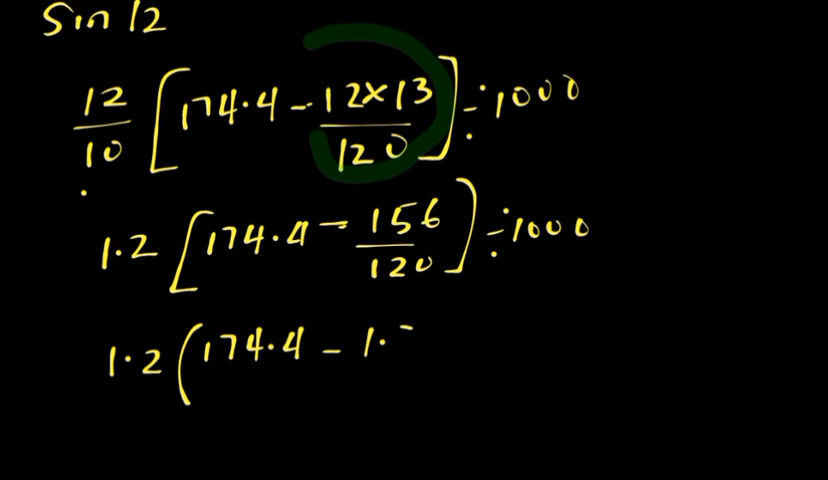 Sin 12
12/10 [174.4 - 12×13/120] ÷ 1000
1.2 [174.4 - 156/120] ÷ 1000
1.2 (174.4 - 1.